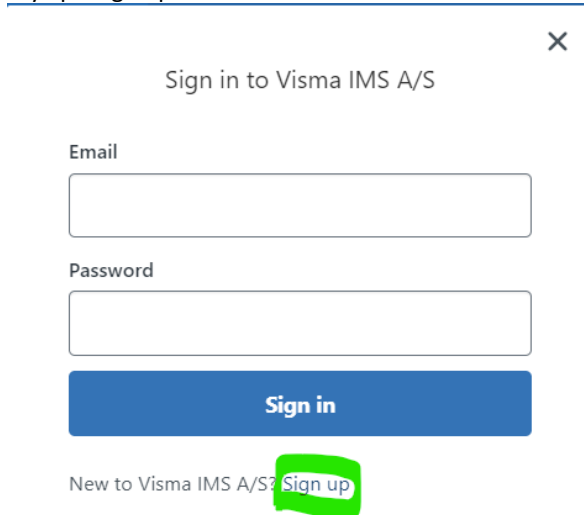 Sign in to Visma IMS A/S
Email
Password
Sign in
New to Visma IMS A/S? Sign up